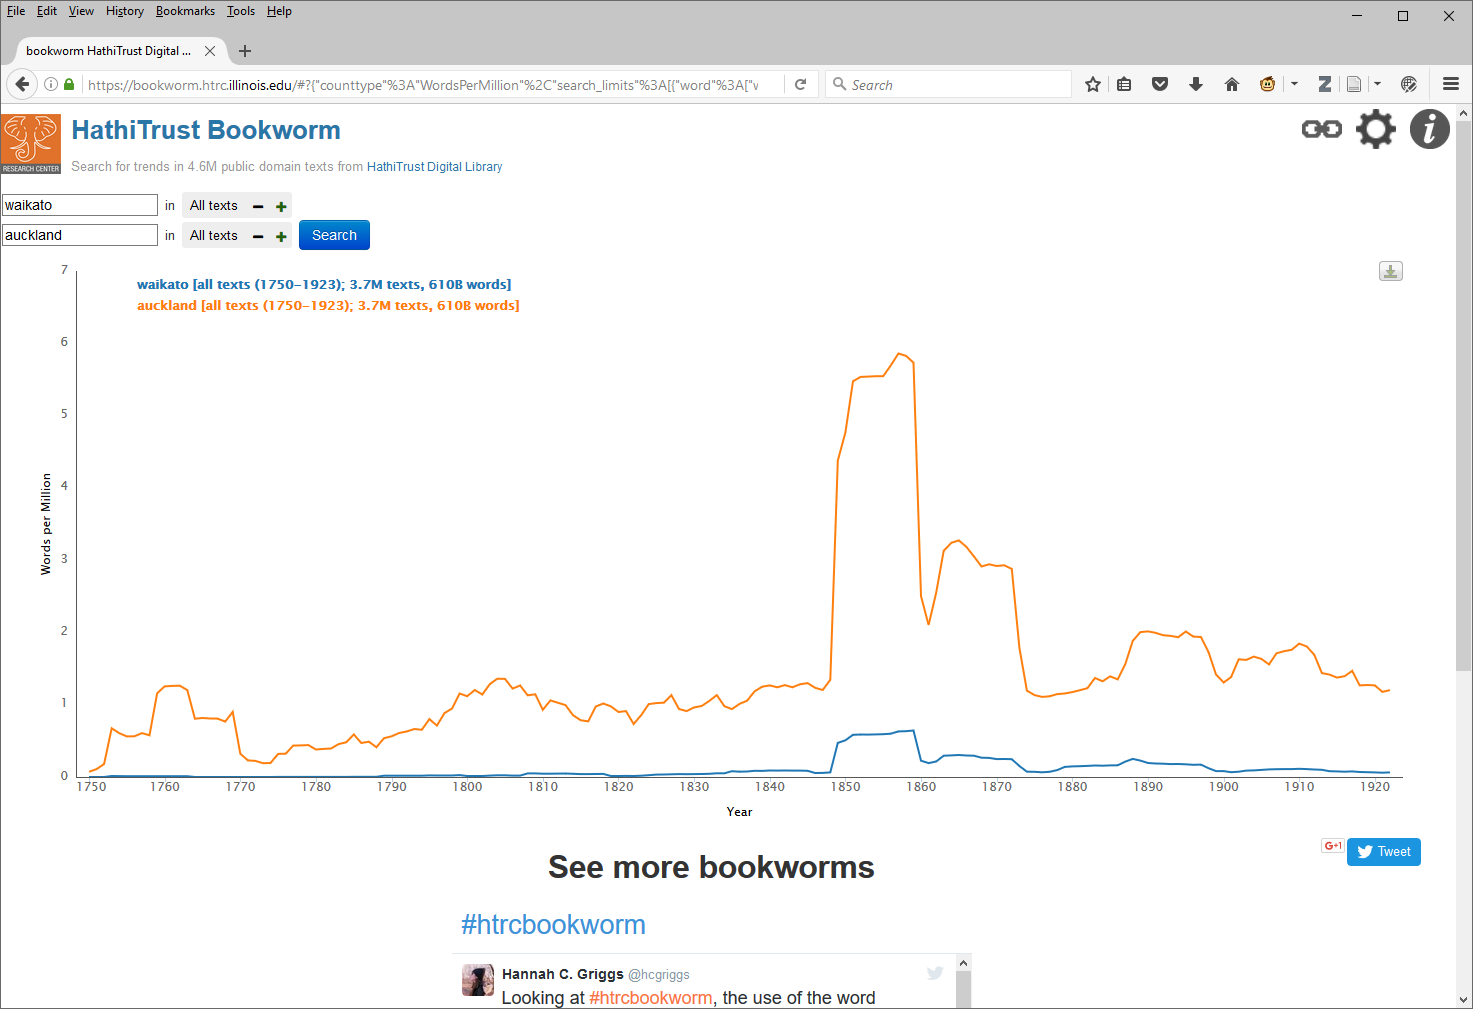 File Edit View History Bookmarks Tools Help
bookworm HathiTrust Digital ...
https://bookworm.htrc.illinois.edu/#?{"counttype"%3A"WordsPerMillion"%2C"search_limits"%3A[{"word"%3A["v
Search
HathiTrust Bookworm
RESEARCH CENTER
Search for trends in 4.6M public domain texts from HathiTrust Digital Library
waikato in All texts
auckland in All texts Search
waikato [all texts (1750–1923); 3.7M texts, 610B words]
auckland [all texts (1750–1923); 3.7M texts, 610B words]
7
6
5
4
3
2
1
0
Words per Million
1750 1760 1770 1780 1790 1800 1810 1820 1830 1840 1850 1860 1870 1880 1890 1900 1910 1920
Year
G+1 Tweet
See more bookworms
#htrcbookworm
Hannah C. Griggs @hcgriggs
Looking at #htrcbookworm, the use of the word